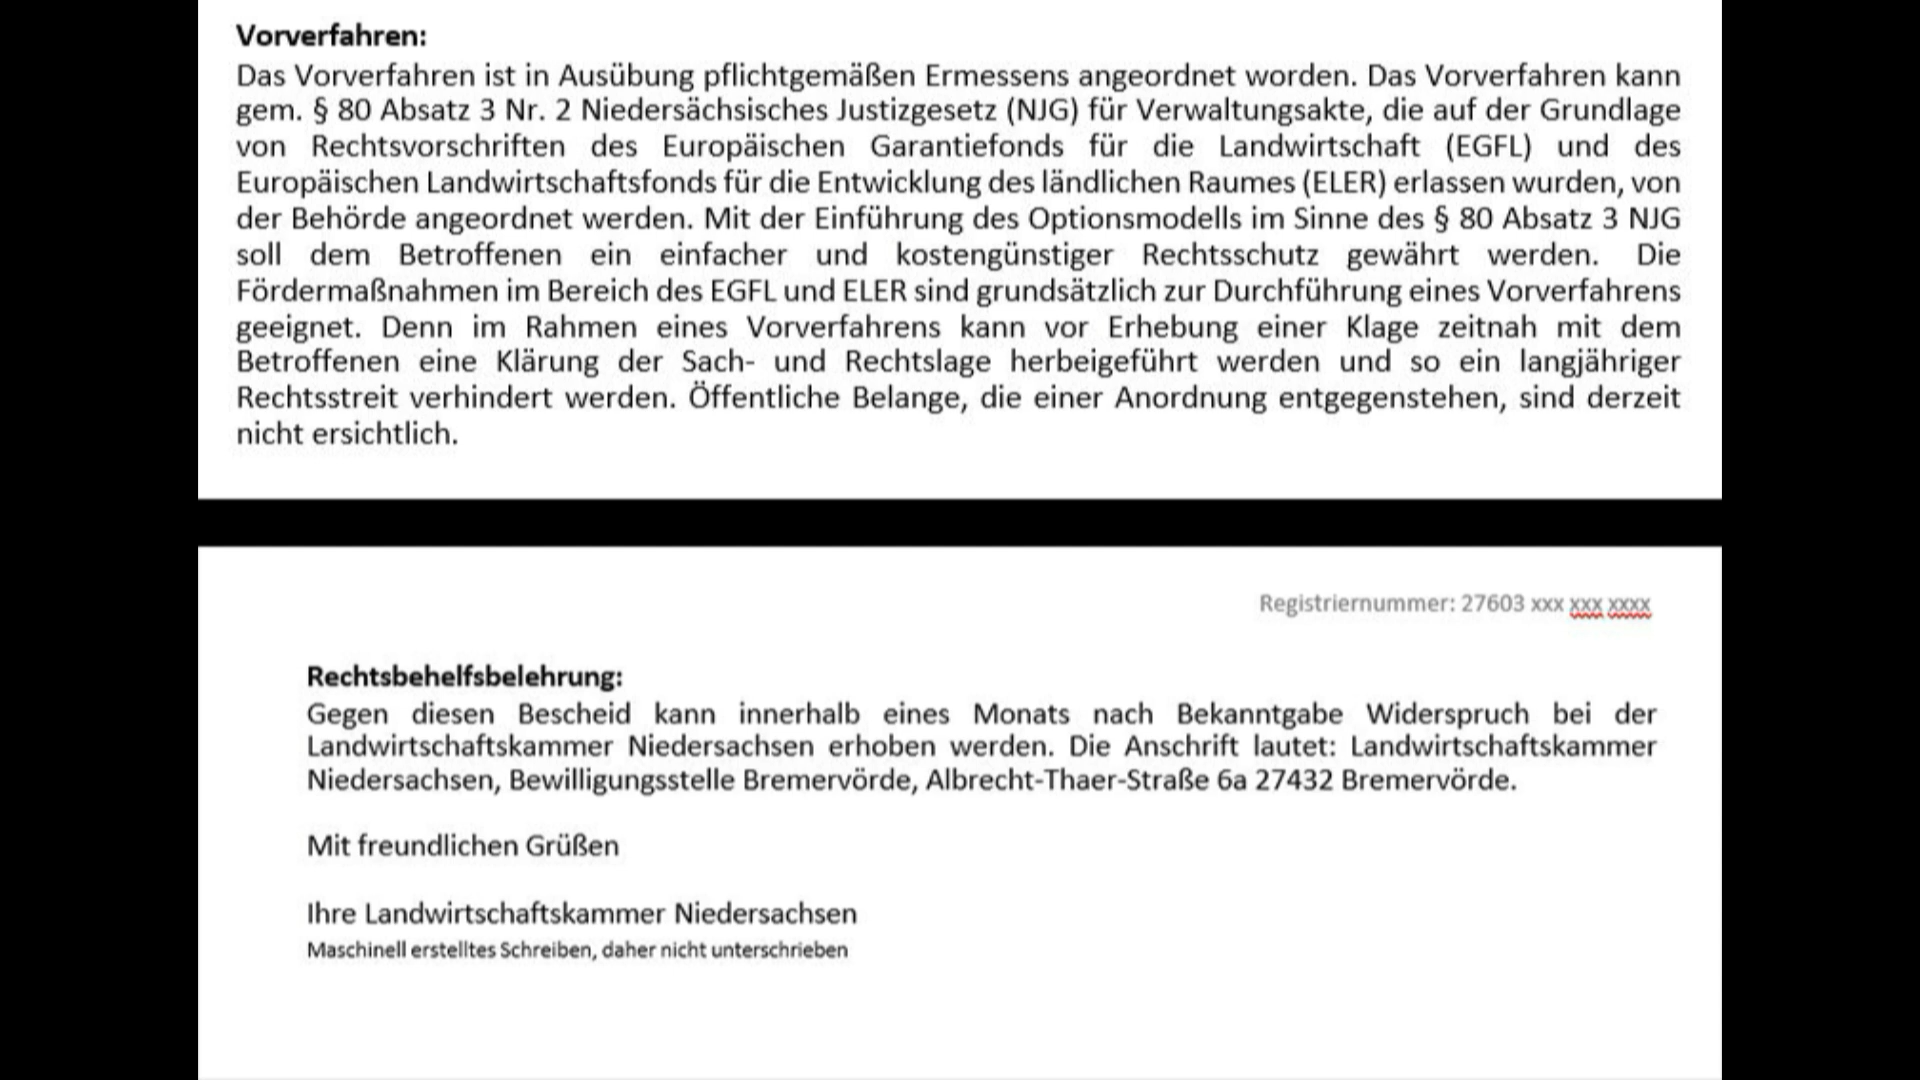 Vorverfahren:
Das Vorverfahren ist in Ausübung pflichtgemäßen Ermessens angeordnet worden. Das Vorverfahren kann
gem. § 80 Absatz 3 Nr. 2 Niedersächsisches Justizgesetz (NJG) für Verwaltungsakte, die auf der Grundlage
von Rechtsvorschriften des Europäischen Garantiefonds für die Landwirtschaft (EGFL) und des
Europäischen Landwirtschaftsfonds für die Entwicklung des ländlichen Raumes (ELER) erlassen wurden, von
der Behörde angeordnet werden. Mit der Einführung des Optionsmodells im Sinne des § 80 Absatz 3 NJG
soll dem Betroffenen ein einfacher und kostengünstiger Rechtsschutz gewährt werden. Die
Fördermaßnahmen im Bereich des EGFL und ELER sind grundsätzlich zur Durchführung eines Vorverfahrens
geeignet. Denn im Rahmen eines Vorverfahrens kann vor Erhebung einer Klage zeitnah mit dem
Betroffenen eine Klärung der Sach- und Rechtslage herbeigeführt werden und so ein langjähriger
Rechtsstreit verhindert werden. Öffentliche Belange, die einer Anordnung entgegenstehen, sind derzeit
nicht ersichtlich.
Registriernummer: 27603 xxx xxx xxxx
Rechtsbehelfsbelehrung:
Gegen diesen Bescheid kann innerhalb eines Monats nach Bekanntgabe Widerspruch bei der
Landwirtschaftskammer Niedersachsen erhoben werden. Die Anschrift lautet: Landwirtschaftskammer
Niedersachsen, Bewilligungsstelle Bremervörde, Albrecht-Thaer-Straße 6a 27432 Bremervörde.
Mit freundlichen Grüßen
Ihre Landwirtschaftskammer Niedersachsen
Maschinell erstelltes Schreiben, daher nicht unterschrieben